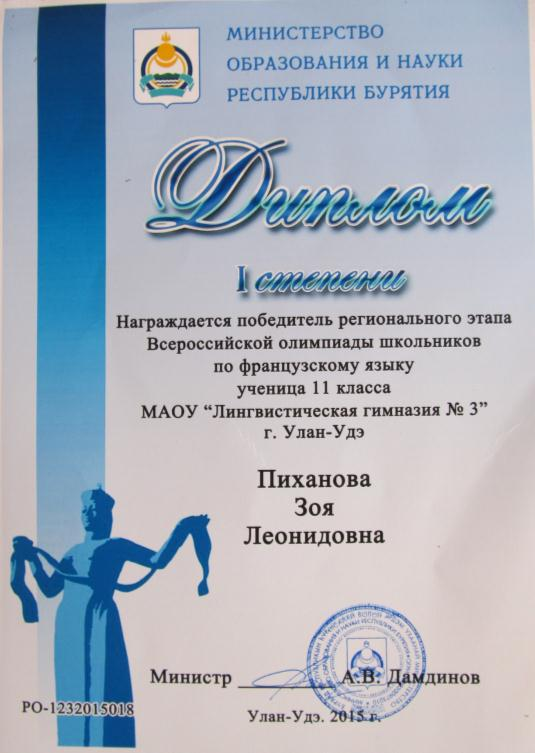 МИНИСТЕРСТВО
ОБРАЗОВАНИЯ И НАУКИ
РЕСПУБЛИКИ БУРЯТИЯ
Диплом
I степени
Награждается победитель регионального этапа
Всероссийской олимпиады школьников
по французскому языку
ученица 11 класса
МАОУ “Лингвистическая гимназия № 3”
г. Улан-Удэ
Пиханова
Зоя
Леонидовна
Министр А.В. Дамдинов
РО-1232015018
Улан-Удэ. 2015 г.